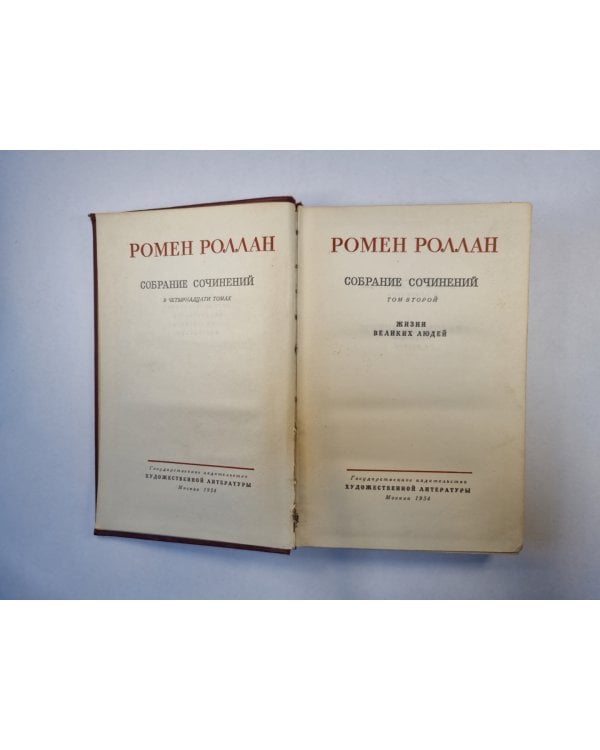 РОМЕН РОЛЛАН
СОБРАНИЕ СОЧИНЕНИЙ
В ЧЕТЫРНАДЦАТИ ТОМАХ
Государственное издательство
ХУДОЖЕСТВЕННОЙ ЛИТЕРАТУРЫ
Москва 1954
РОМЕН РОЛЛАН
СОБРАНИЕ СОЧИНЕНИЙ
ТОМ ВТОРОЙ
ЖИЗНИ
ВЕЛИКИХ ЛЮДЕЙ
Государственное издательство
ХУДОЖЕСТВЕННОЙ ЛИТЕРАТУРЫ
Москва 1954